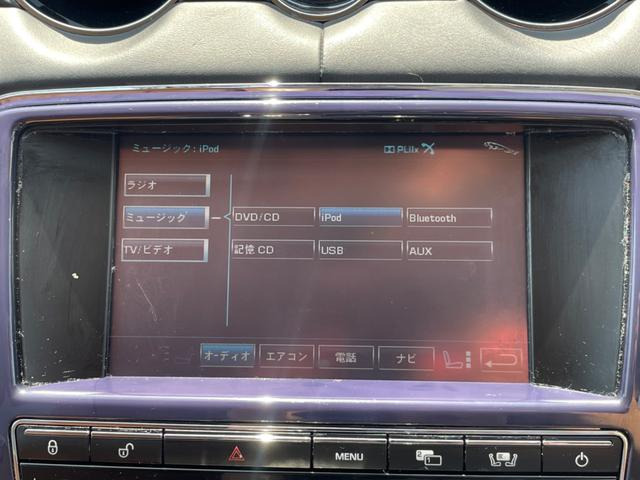 ミュージック: iPod
PLIIx
ラジオ
ミュージック DVD/CD iPod Bluetooth
TV/ビデオ 記憶 CD USB AUX
オーディオ エアコン 電話 ナビ
MENU